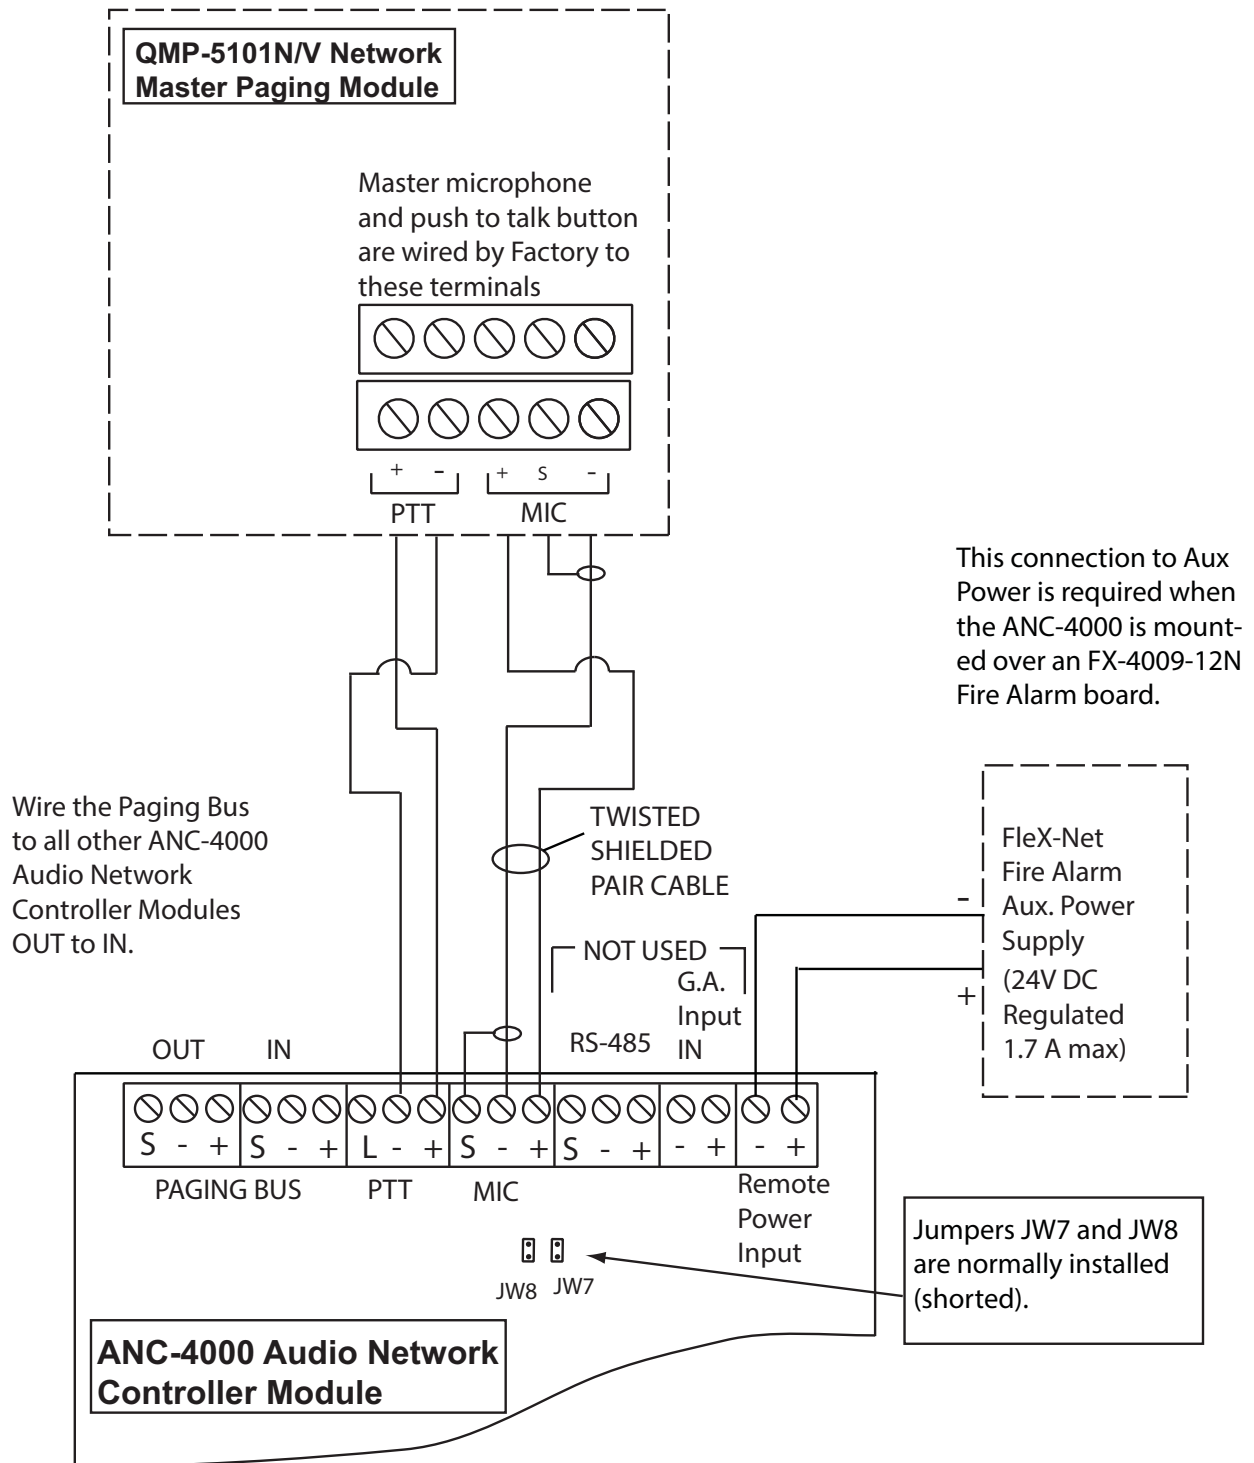 QMP-5101N/V Network
Master Paging Module
Master microphone
and push to talk button
are wired by Factory to
these terminals
+ - + S -
PTT MIC
This connection to Aux
Power is required when
the ANC-4000 is mount-
ed over an FX-4009-12N
Fire Alarm board.
Wire the Paging Bus
to all other ANC-4000
Audio Network
Controller Modules
OUT to IN.
TWISTED
SHIELDED
PAIR CABLE
FleX-Net
Fire Alarm
Aux. Power
Supply
(24V DC
Regulated
1.7 A max)
-
+
NOT USED
G.A.
Input
IN
RS-485
OUT IN
S - + S - + L - + S - + S - + - + - +
PAGING BUS PTT MIC
Remote
Power
Input
JW8 JW7
Jumpers JW7 and JW8
are normally installed
(shorted).
ANC-4000 Audio Network
Controller Module